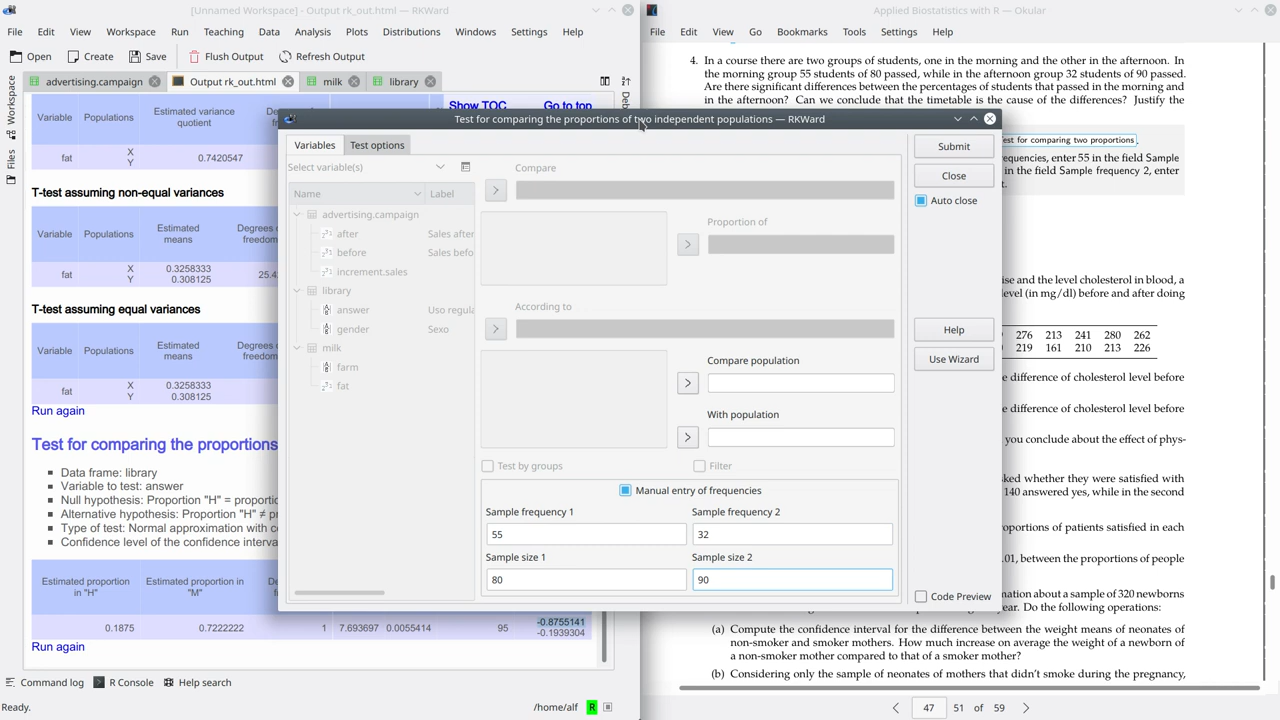 [Unnamed Workspace] - Output rk_out.html — RKWard
File Edit View Workspace Run Teaching Data Analysis Plots Distributions Windows Settings Help
Open Create Save Flush Output Refresh Output
advertising.campaign Output rk_out.html milk library
Workspace
Files
Show TOC Go to top
Variable Populations Estimated variance quotient
fat X Y 0.7420547
T-test assuming non-equal variances
Variable Populations Estimated means
fat X Y 0.3258333 0.308125 25.4
T-test assuming equal variances
Variable Populations Estimated means
fat X Y 0.3258333 0.308125
Run again
Test for comparing the proportions
Data frame: library
Variable to test: answer
Null hypothesis: Proportion "H" =
Alternative hypothesis: Proportion "H" ≠
Type of test: Normal approximation with
Confidence level of the confidence
Estimated proportion in "H" Estimated proportion in "M"
0.1875 0.7222222 1 7.693697 0.0055414 95 -0.8755141 -0.1939304
Run again
Command log R Console Help search
Ready. /home/alf R
Test for comparing the proportions of two independent populations — RKWard
Variables Test options
Select variable(s)
Name Label
advertising.campaign
after Sales after
before Sales befo
increment.sales
library
answer Uso regula
gender Sexo
milk
farm
fat
Compare
Proportion of
According to
Compare population
With population
Test by groups Filter
Manual entry of frequencies
Sample frequency 1 Sample frequency 2
55 32
Sample size 1 Sample size 2
80 90
Submit
Close
Auto close
Help
Use Wizard
Code Preview
Applied Biostatistics with R — Okular
File Edit View Go Bookmarks Tools Settings Help
4. In a course there are two groups of students, one in the morning and the other in the afternoon. In
the morning group 55 students of 80 passed, while in the afternoon group 32 students of 90 passed.
Are there significant differences between the percentages of students that passed in the morning and
in the afternoon? Can we conclude that the timetable is the cause of the differences? Justify the
est for comparing two proportions.
equencies, enter 55 in the field Sample
in the field Sample frequency 2, enter
t.
ise and the level cholesterol in blood, a
level (in mg/dl) before and after doing
276 213 241 280 262
219 161 210 213 226
e difference of cholesterol level before
e difference of cholesterol level before
you conclude about the effect of phys-
sked whether they were satisfied with
140 answered yes, while in the second
oportions of patients satisfied in each
.01, between the proportions of people
mation about a sample of 320 newborns
year. Do the following operations:
(a) Compute the confidence interval for the difference between the weight means of neonates of
non-smoker and smoker mothers. How much increase on average the weight of a newborn of
a non-smoker mother compared to that of a smoker mother?
(b) Considering only the sample of neonates of mothers that didn't smoke during the pregnancy,
47 51 of 59